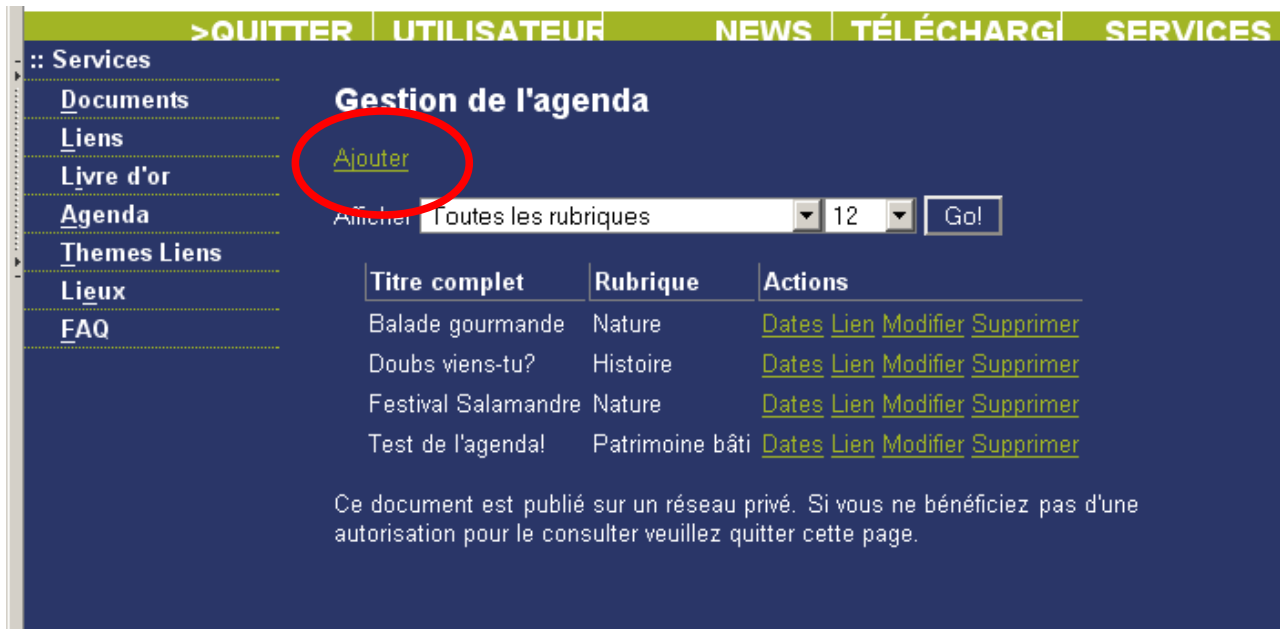 >QUITTER UTILISATEUR NEWS TÉLÉCHARGI SERVICES
:: Services
Documents
Liens
Livre d'or
Agenda
Themes Liens
Lieux
FAQ
Gestion de l'agenda
Ajouter
Afficher Toutes les rubriques 12 Go!
Titre complet Rubrique Actions
Balade gourmande Nature Dates Lien Modifier Supprimer
Doubs viens-tu? Histoire Dates Lien Modifier Supprimer
Festival Salamandre Nature Dates Lien Modifier Supprimer
Test de l'agenda! Patrimoine bâti Dates Lien Modifier Supprimer
Ce document est publié sur un réseau privé. Si vous ne bénéficiez pas d'une
autorisation pour le consulter veuillez quitter cette page.